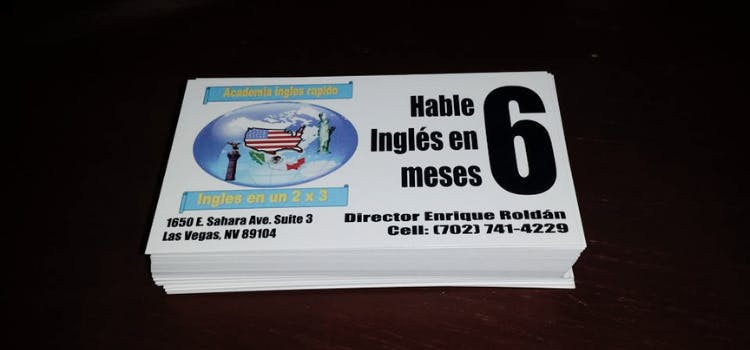 Academia ingles rapido
Ingles en un 2 x 3
1650 E. Sahara Ave. Suite 3
Las Vegas, NV 89104
Hable
Inglés en
meses
6
Director Enrique Roldán
Cell: (702) 741-4229